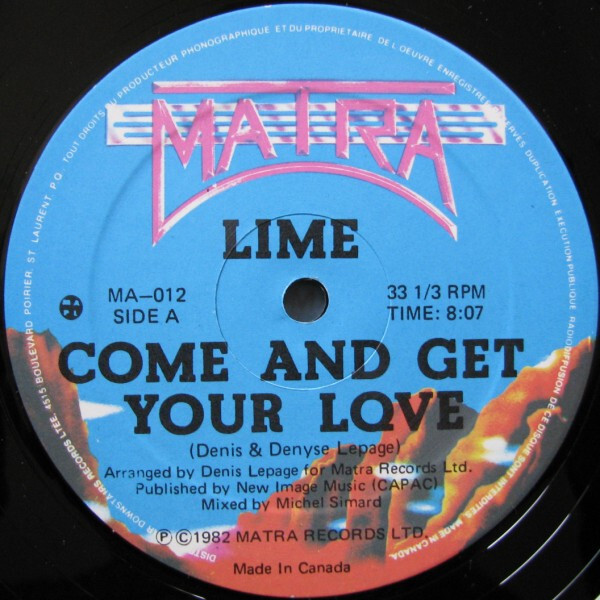 MATRA
LIME
MA-012
SIDE A
33 1/3 RPM
TIME: 8:07
COME AND GET
YOUR LOVE
(Denis & Denyse Lepage)
Arranged by Denis Lepage for Matra Records Ltd.
Published by New Image Music (CAPAC)
Mixed by Michel Simard
Ⓟ©1982 MATRA RECORDS LTD.
Made In Canada
DOWNSTAIRS RECORDS LTEE, 4515 BOULEVARD POIRIER, ST. LAURENT, P.Q. TOUT DROITS DU PRODUCTEUR PHONOGRAPHIQUE ET DU PROPRIETAIRE DE L'OEUVRE ENREGISTREE RESERVES DUPLICATION EXECUTION PUBLIQUE RADIODIFFUSION DE CE DISQUE SONT INTERDITES. MADE IN CANADA.